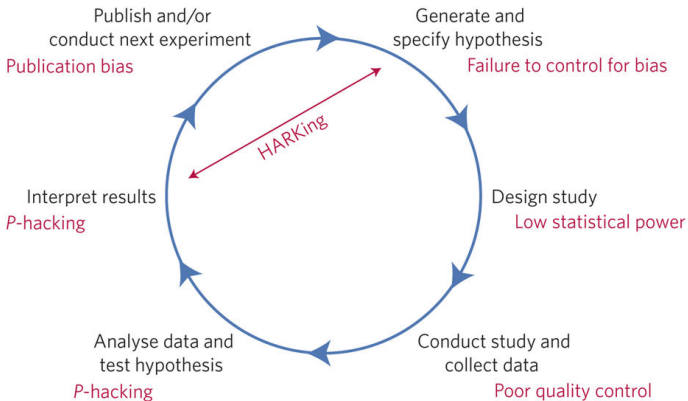 Publish and/or
conduct next experiment
Publication bias
Generate and
specify hypothesis
Failure to control for bias
HARKing
Interpret results
P-hacking
Design study
Low statistical power
Analyse data and
test hypothesis
P-hacking
Conduct study and
collect data
Poor quality control